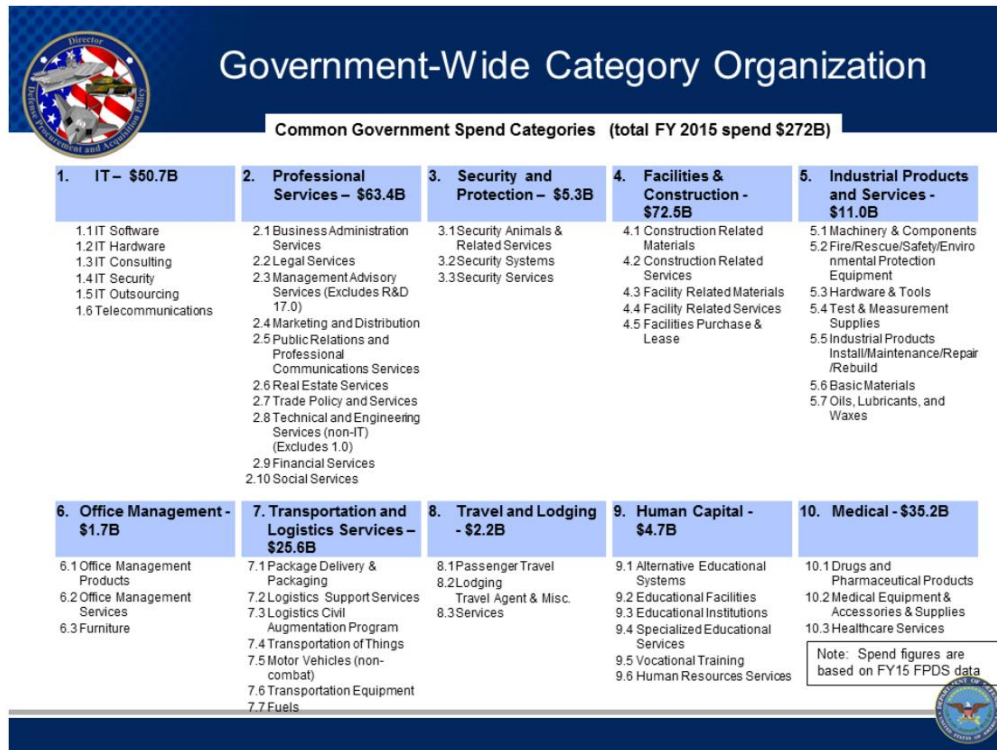 Director
Defense Procurement and Acquisition Policy
Government-Wide Category Organization
Common Government Spend Categories (total FY 2015 spend $272B)
1. IT – $50.7B
1.1 IT Software
1.2 IT Hardware
1.3 IT Consulting
1.4 IT Security
1.5 IT Outsourcing
1.6 Telecommunications
2. Professional
Services – $63.4B
2.1 Business Administration
Services
2.2 Legal Services
2.3 Management Advisory
Services (Excludes R&D
17.0)
2.4 Marketing and Distribution
2.5 Public Relations and
Professional
Communications Services
2.6 Real Estate Services
2.7 Trade Policy and Services
2.8 Technical and Engineering
Services (non-IT)
(Excludes 1.0)
2.9 Financial Services
2.10 Social Services
3. Security and
Protection – $5.3B
3.1 Security Animals &
Related Services
3.2 Security Systems
3.3 Security Services
4. Facilities &
Construction -
$72.5B
4.1 Construction Related
Materials
4.2 Construction Related
Services
4.3 Facility Related Materials
4.4 Facility Related Services
4.5 Facilities Purchase &
Lease
5. Industrial Products
and Services -
$11.0B
5.1 Machinery & Components
5.2 Fire/Rescue/Safety/Enviro
nmental Protection
Equipment
5.3 Hardware & Tools
5.4 Test & Measurement
Supplies
5.5 Industrial Products
Install/Maintenance/Repair
/Rebuild
5.6 Basic Materials
5.7 Oils, Lubricants, and
Waxes
6. Office Management -
$1.7B
6.1 Office Management
Products
6.2 Office Management
Services
6.3 Furniture
7. Transportation and
Logistics Services –
$25.6B
7.1 Package Delivery &
Packaging
7.2 Logistics Support Services
7.3 Logistics Civil
Augmentation Program
7.4 Transportation of Things
7.5 Motor Vehicles (non-
combat)
7.6 Transportation Equipment
7.7 Fuels
8. Travel and Lodging
- $2.2B
8.1 Passenger Travel
8.2 Lodging
Travel Agent & Misc.
8.3 Services
9. Human Capital -
$4.7B
9.1 Alternative Educational
Systems
9.2 Educational Facilities
9.3 Educational Institutions
9.4 Specialized Educational
Services
9.5 Vocational Training
9.6 Human Resources Services
10. Medical - $35.2B
10.1 Drugs and
Pharmaceutical Products
10.2 Medical Equipment &
Accessories & Supplies
10.3 Healthcare Services
Note: Spend figures are
based on FY15 FPDS data